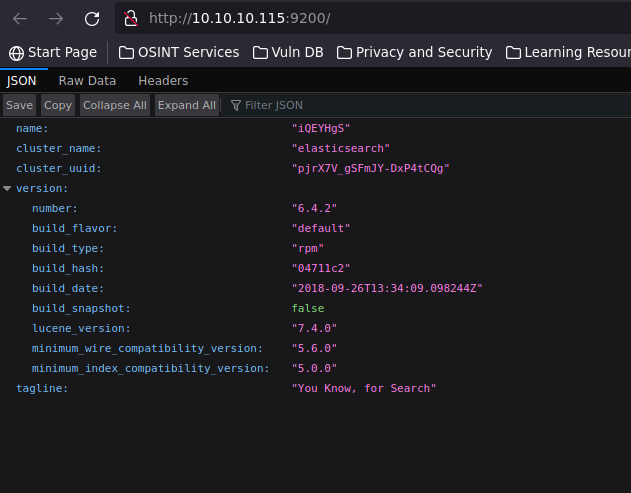 http://10.10.10.115:9200/
Start Page OSINT Services Vuln DB Privacy and Security Learning Resour
JSON Raw Data Headers
Save Copy Collapse All Expand All Filter JSON
name: "iQEYHgS"
cluster_name: "elasticsearch"
cluster_uuid: "pjrX7V_gSFmJY-DxP4tCQg"
version:
number: "6.4.2"
build_flavor: "default"
build_type: "rpm"
build_hash: "04711c2"
build_date: "2018-09-26T13:34:09.098244Z"
build_snapshot: false
lucene_version: "7.4.0"
minimum_wire_compatibility_version: "5.6.0"
minimum_index_compatibility_version: "5.0.0"
tagline: "You Know, for Search"